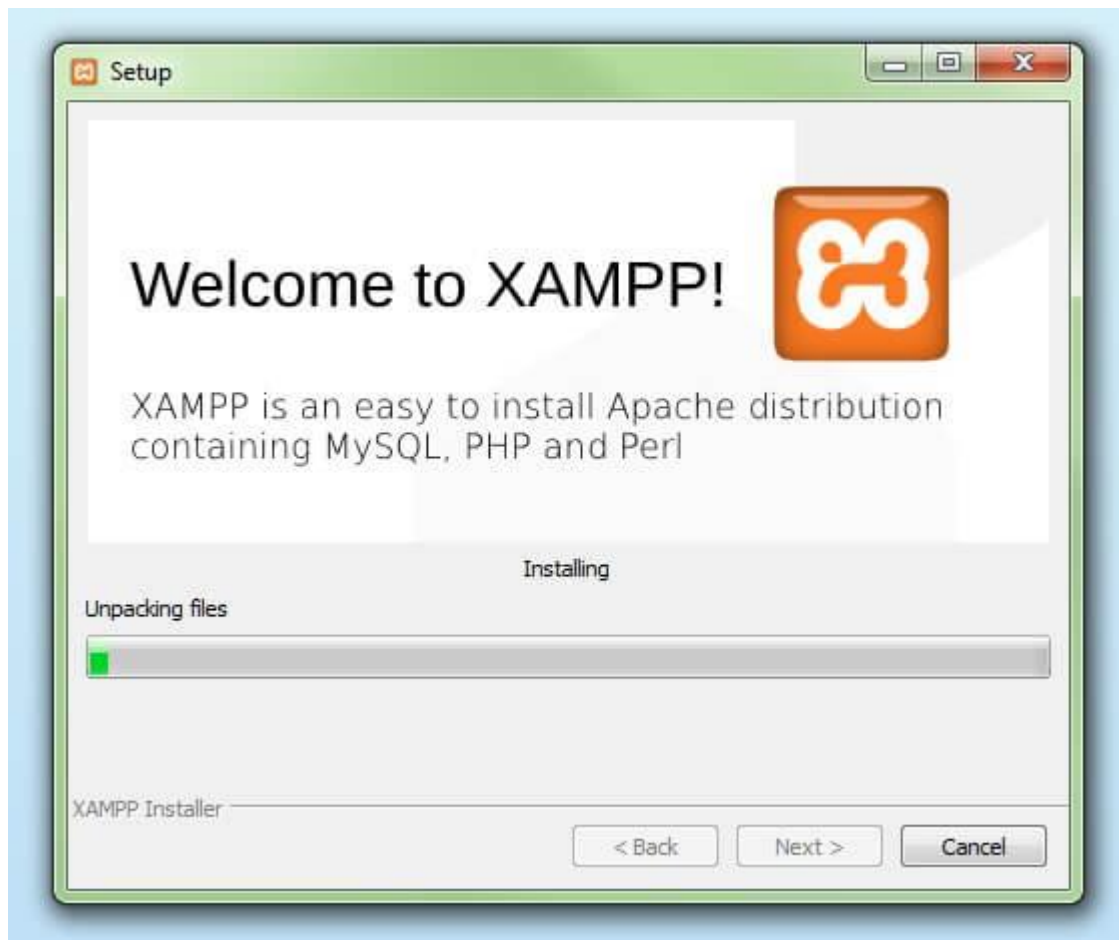 Setup
Welcome to XAMPP!
XAMPP is an easy to install Apache distribution
containing MySQL, PHP and Perl
Installing
Unpacking files
XAMPP Installer
< Back
Next >
Cancel